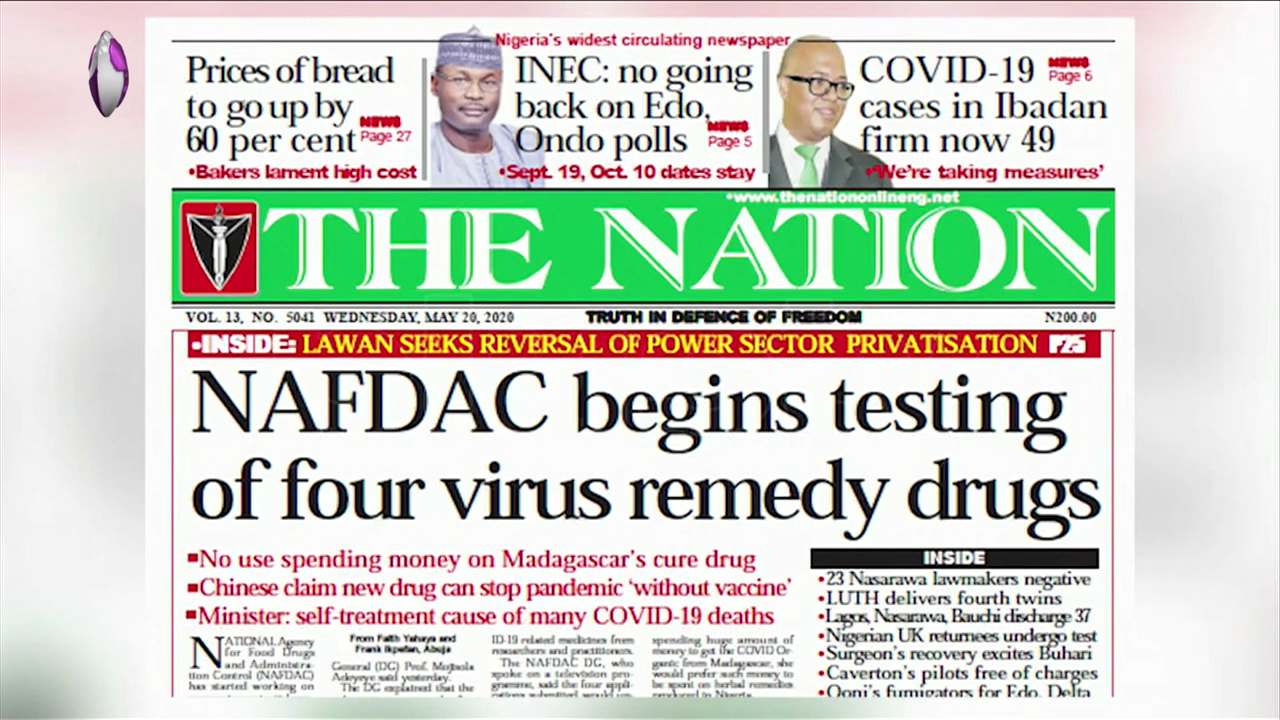 Nigeria's widest circulating newspaper
Prices of bread
to go up by
60 per cent
NEWS
Page 27
•Bakers lament high cost
INEC: no going
back on Edo,
Ondo polls
NEWS
Page 5
•Sept. 19, Oct. 10 dates stay
COVID-19
cases in Ibadan
firm now 49
NEWS
Page 6
•'We're taking measures'
•www.thenationonlineng.net
THE NATION
VOL. 13, NO. 5041 WEDNESDAY, MAY 20, 2020
TRUTH IN DEFENCE OF FREEDOM
N200.00
•INSIDE: LAWAN SEEKS REVERSAL OF POWER SECTOR PRIVATISATION P25
NAFDAC begins testing
of four virus remedy drugs
No use spending money on Madagascar's cure drug
Chinese claim new drug can stop pandemic 'without vaccine'
Minister: self-treatment cause of many COVID-19 deaths
NATIONAL Agency
for Food Drugs
and Administra-
tion Control (NAFDAC)
has started working on
From Faith Yahaya and
Frank Ikpefan, Abuja
General (DG) Prof. Mojisola
Adeyeye said yesterday.
The DG explained that the
ID-19 related medicines from
researchers and practitioners.
The NAFDAC DG, who
spoke on a television pro-
gramme, said the four appli-
cations submitted would
spending huge amount of
money to get the COVID Or-
ganic from Madagascar, she
would prefer such money to
be spent on herbal remedies
produced in Nigeria.
INSIDE
•23 Nasarawa lawmakers negative
•LUTH delivers fourth twins
•Lagos, Nasarawa, Bauchi discharge 37
•Nigerian UK returnees undergo test
•Surgeon's recovery excites Buhari
•Caverton's pilots free of charges
•Ooni's fumigators for Edo, Delta